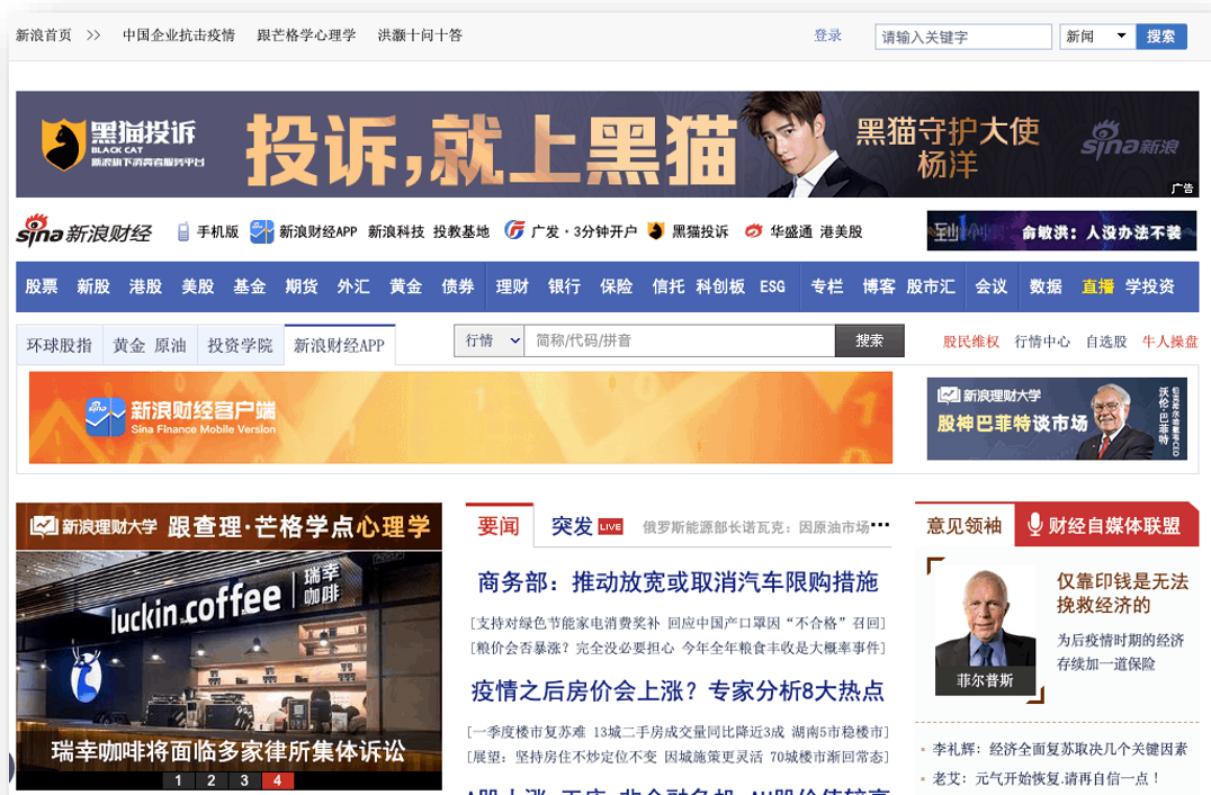 新浪首页 >> 中国企业抗击疫情 跟芒格学心理学 洪灏十问十答 登录 请输入关键字 新闻 搜索
黑猫投诉
BLACK CAT
新浪旗下消费者服务平台
投诉,就上黑猫
黑猫守护大使
杨洋
sina新浪
广告
sina新浪财经 手机版 新浪财经APP 新浪科技 投教基地 广发·3分钟开户 黑猫投诉 华盛通 港美股
俞敏洪：人没办法不装
股票 新股 港股 美股 基金 期货 外汇 黄金 债券 理财 银行 保险 信托 科创板 ESG 专栏 博客 股市汇 会议 数据 直播 学投资
环球股指 黄金 原油 投资学院 新浪财经APP 行情 简称/代码/拼音 搜索 股民维权 行情中心 自选股 牛人操盘
sina
新浪财经客户端
Sina Finance Mobile Version
新浪理财大学
股神巴菲特谈市场
沃伦·巴菲特
新浪理财大学 跟查理·芒格学点心理学
luckin coffee 瑞幸咖啡
瑞幸咖啡将面临多家律所集体诉讼
1 2 3 4
要闻 突发 LIVE 俄罗斯能源部长诺瓦克：因原油市场…
商务部：推动放宽或取消汽车限购措施
[支持对绿色节能家电消费奖补 回应中国产口罩因“不合格”召回]
[粮价会否暴涨？完全没必要担心 今年全年粮食丰收是大概率事件]
疫情之后房价会上涨？专家分析8大热点
[一季度楼市复苏难 13城二手房成交量同比降近3成 湖南5市稳楼市]
[展望：坚持房住不炒定位不变 因城施策更灵活 70城楼市渐回常态]
意见领袖 财经自媒体联盟
菲尔普斯
仅靠印钱是无法
挽救经济的
为后疫情时期的经济
存续加一道保险
李礼辉：经济全面复苏取决几个关键因素
老艾：元气开始恢复.请再自信一点！